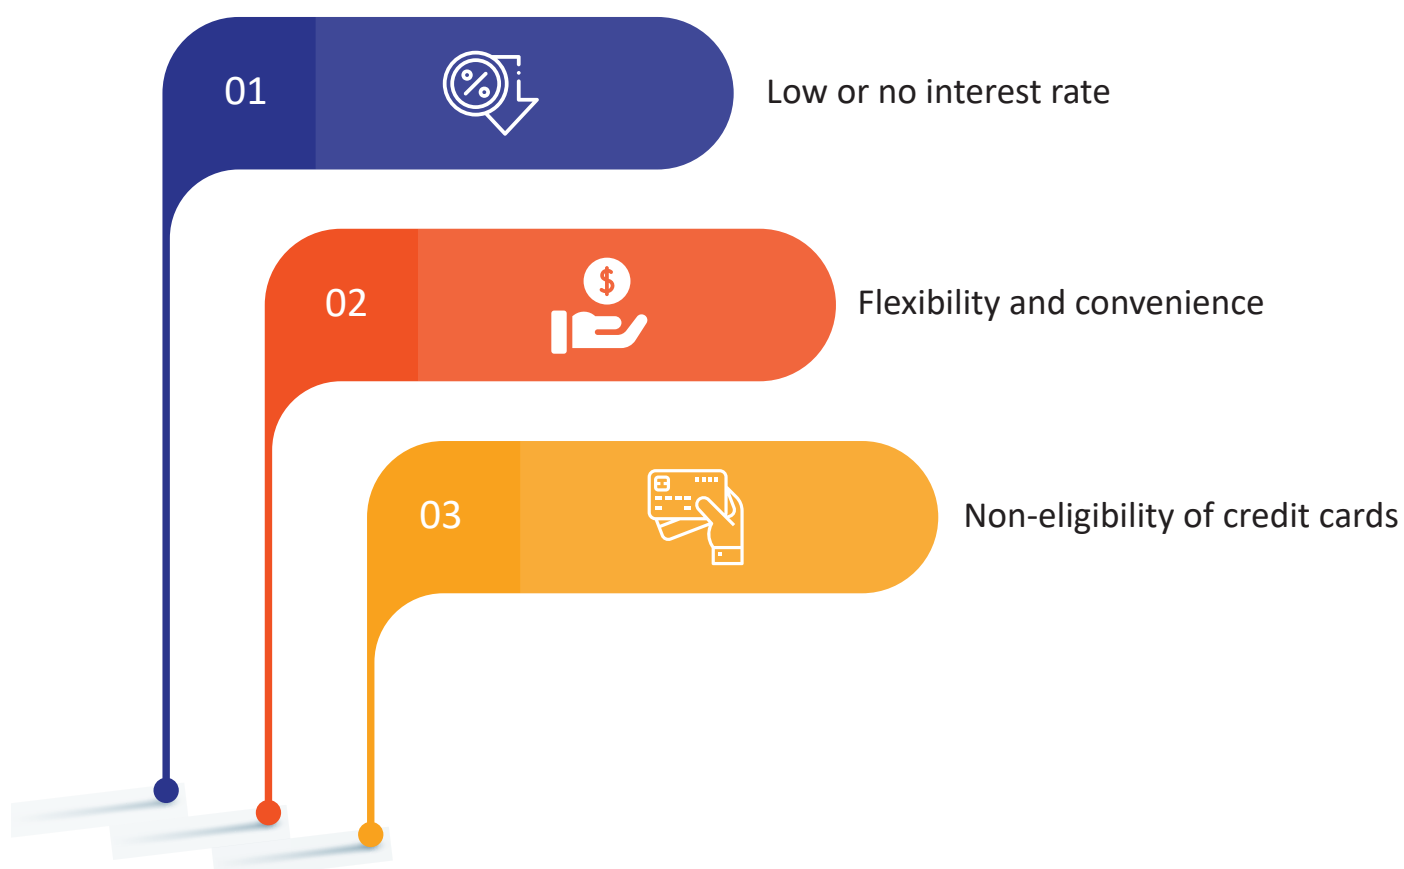 01
Low or no interest rate
02
Flexibility and convenience
03
Non-eligibility of credit cards